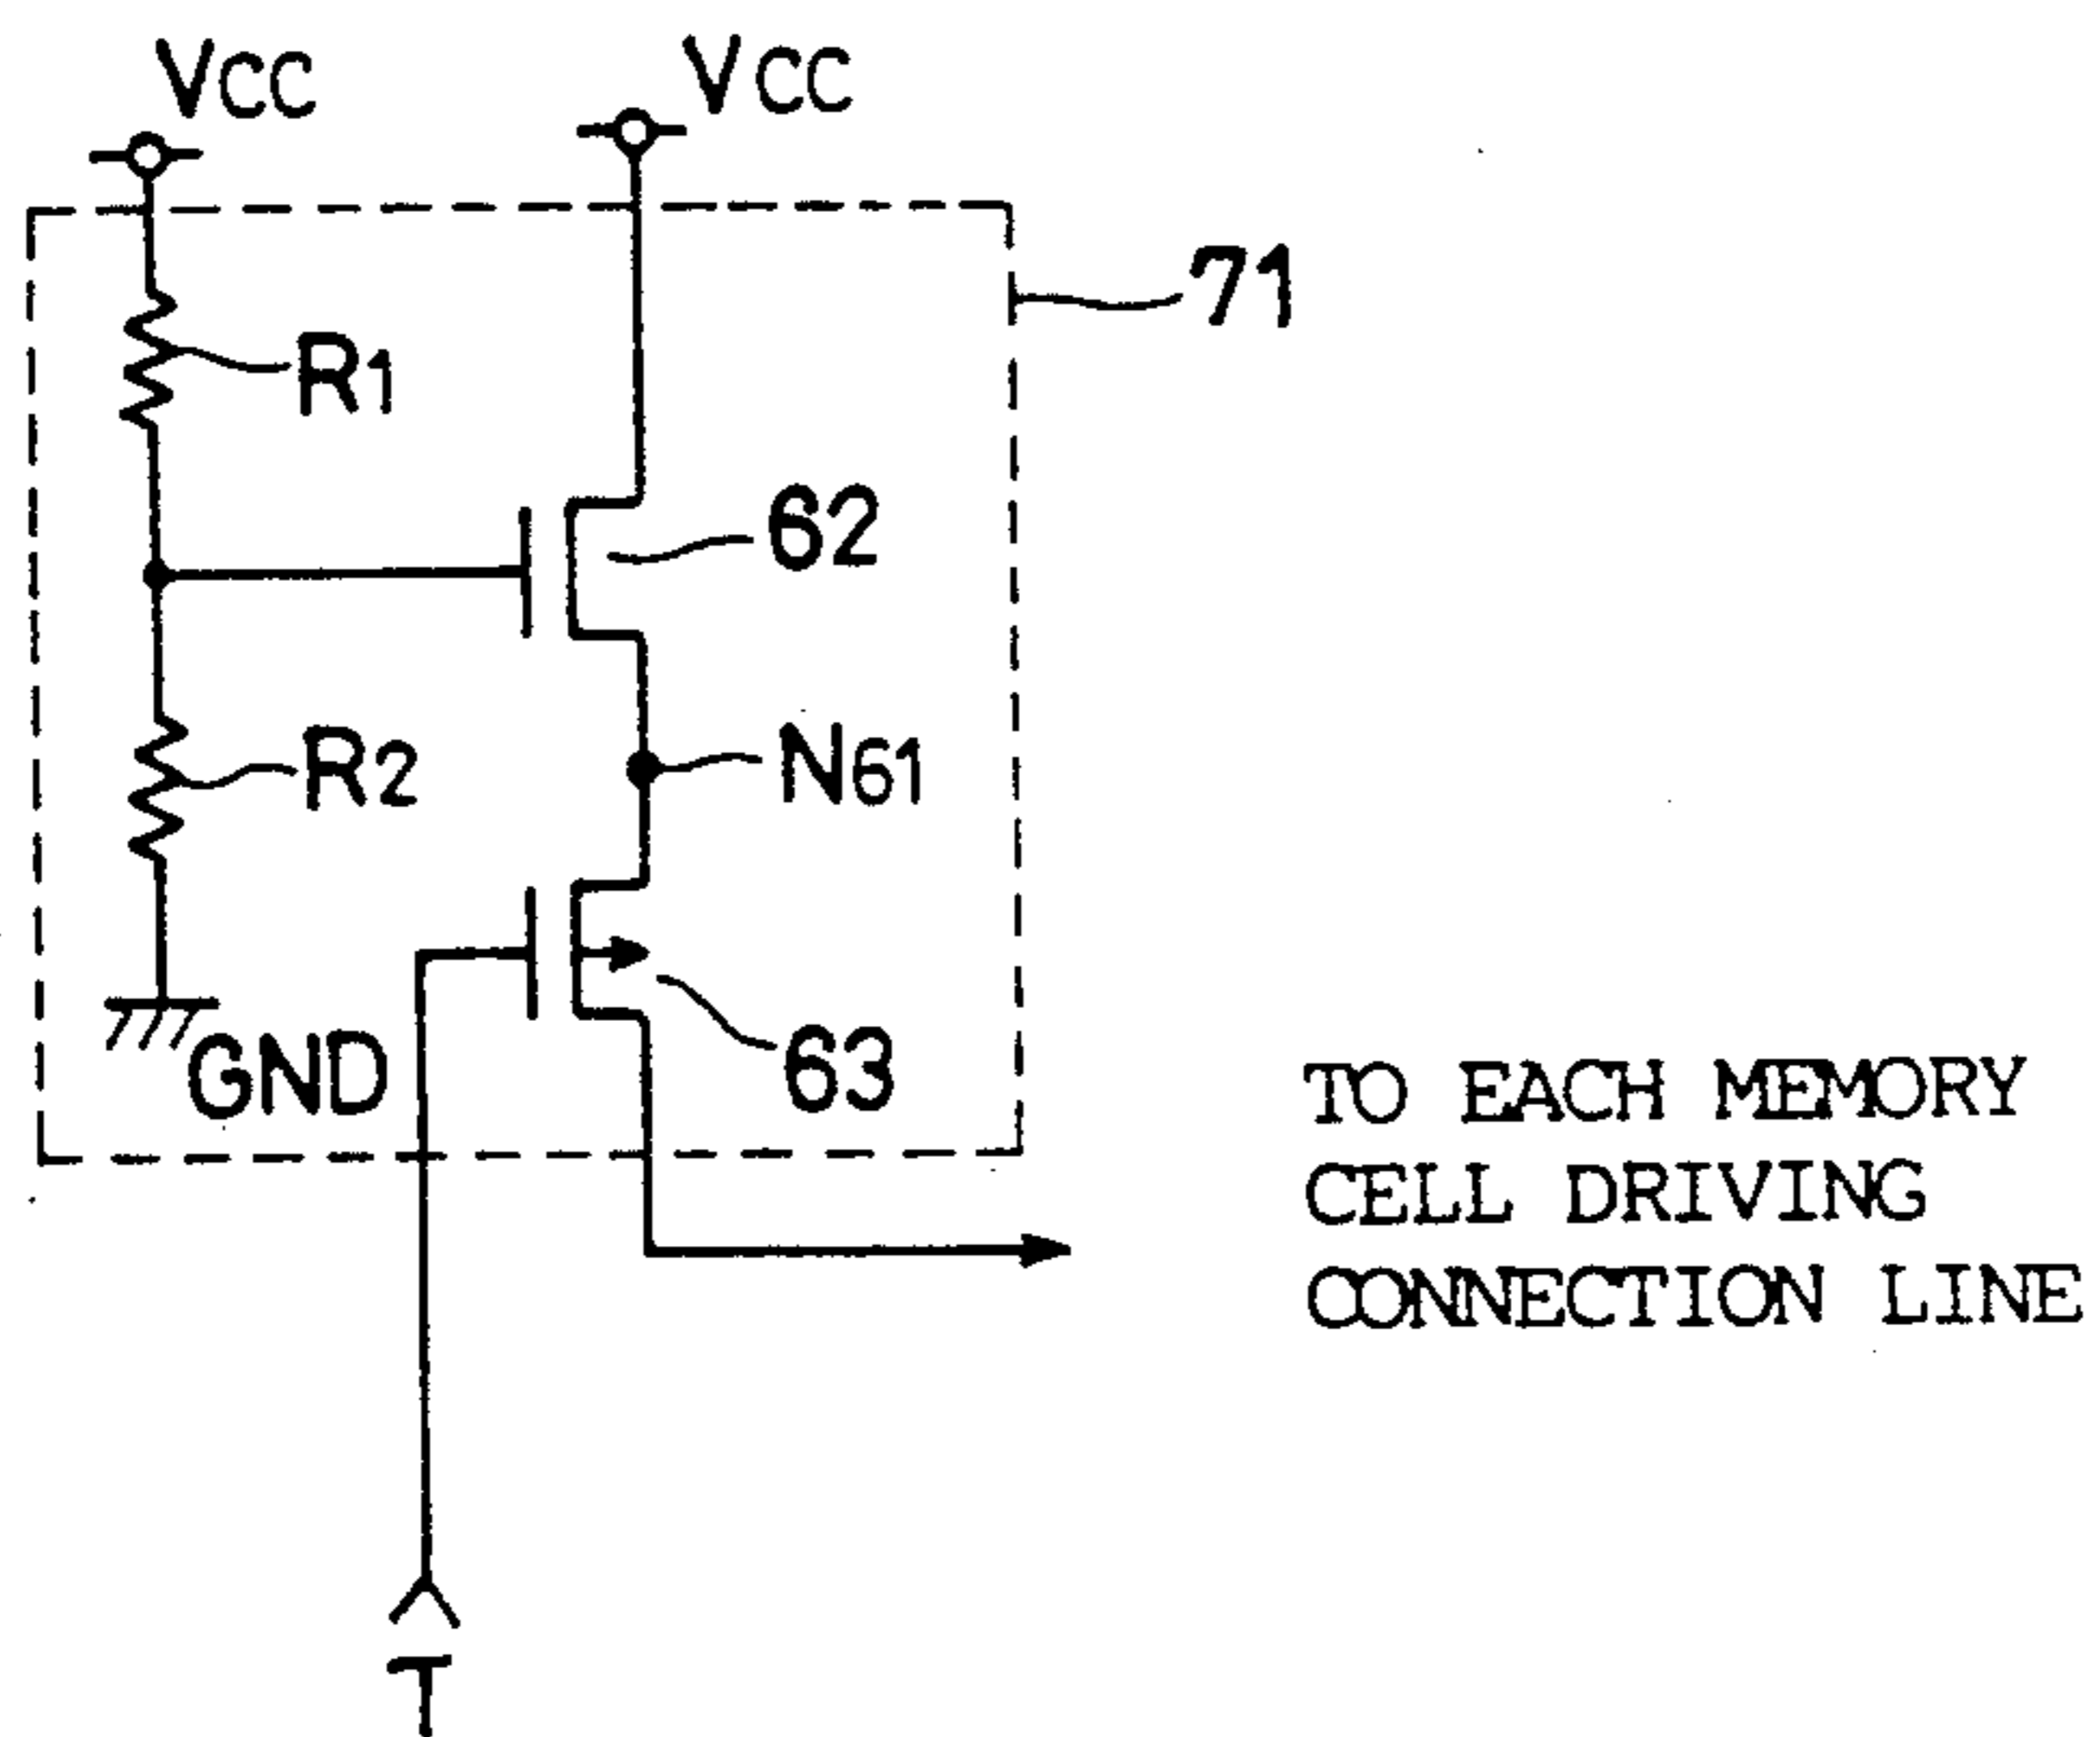 Vcc
Vcc
71
R1
62
R2
N61
GND
63
TO EACH MEMORY
CELL DRIVING
CONNECTION LINE
T